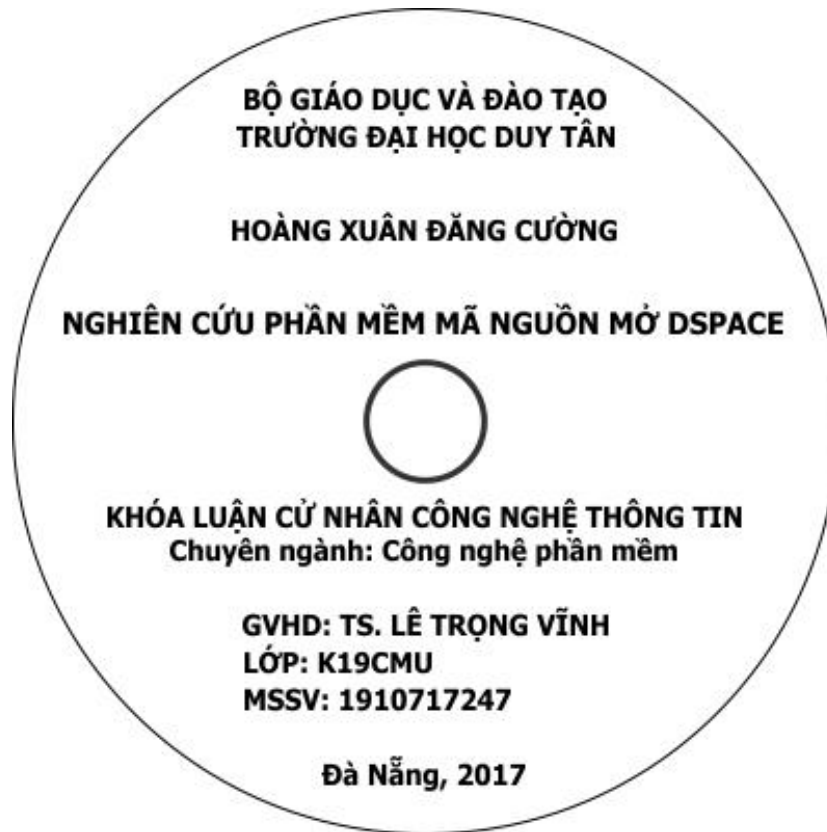 BỘ GIÁO DỤC VÀ ĐÀO TẠO
TRƯỜNG ĐẠI HỌC DUY TÂN
HOÀNG XUÂN ĐĂNG CƯỜNG
NGHIÊN CỨU PHẦN MỀM MÃ NGUỒN MỞ DSPACE
KHÓA LUẬN CỬ NHÂN CÔNG NGHỆ THÔNG TIN
Chuyên ngành: Công nghệ phần mềm
GVHD: TS. LÊ TRỌNG VĨNH
LỚP: K19CMU
MSSV: 1910717247
Đà Nẵng, 2017